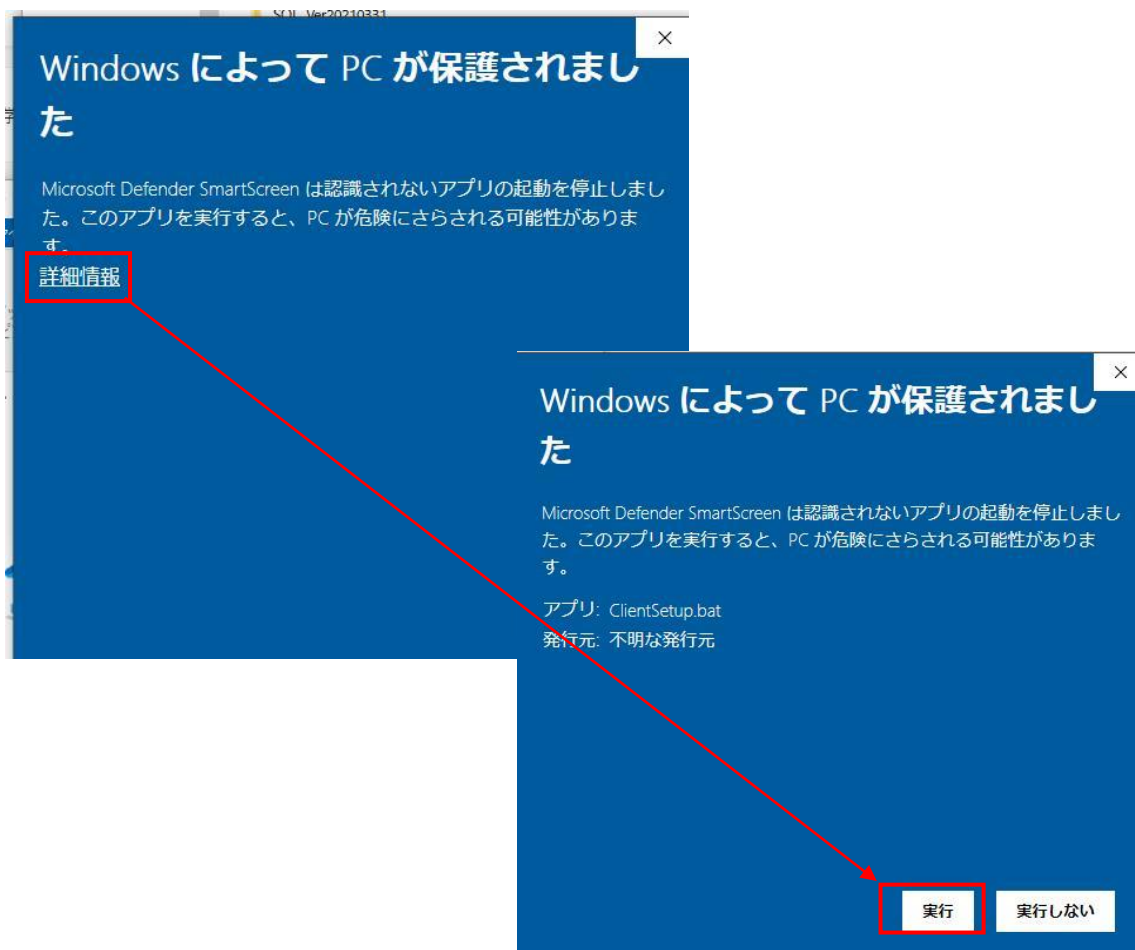 SQL_Ver20210331
Windows によって PC が保護されまし
た
Microsoft Defender SmartScreen は認識されないアプリの起動を停止しまし
た。このアプリを実行すると、PC が危険にさらされる可能性がありま
す。
詳細情報
Windows によって PC が保護されまし
た
Microsoft Defender SmartScreen は認識されないアプリの起動を停止しまし
た。このアプリを実行すると、PC が危険にさらされる可能性がありま
す。
アプリ: ClientSetup.bat
発行元: 不明な発行元
実行 実行しない